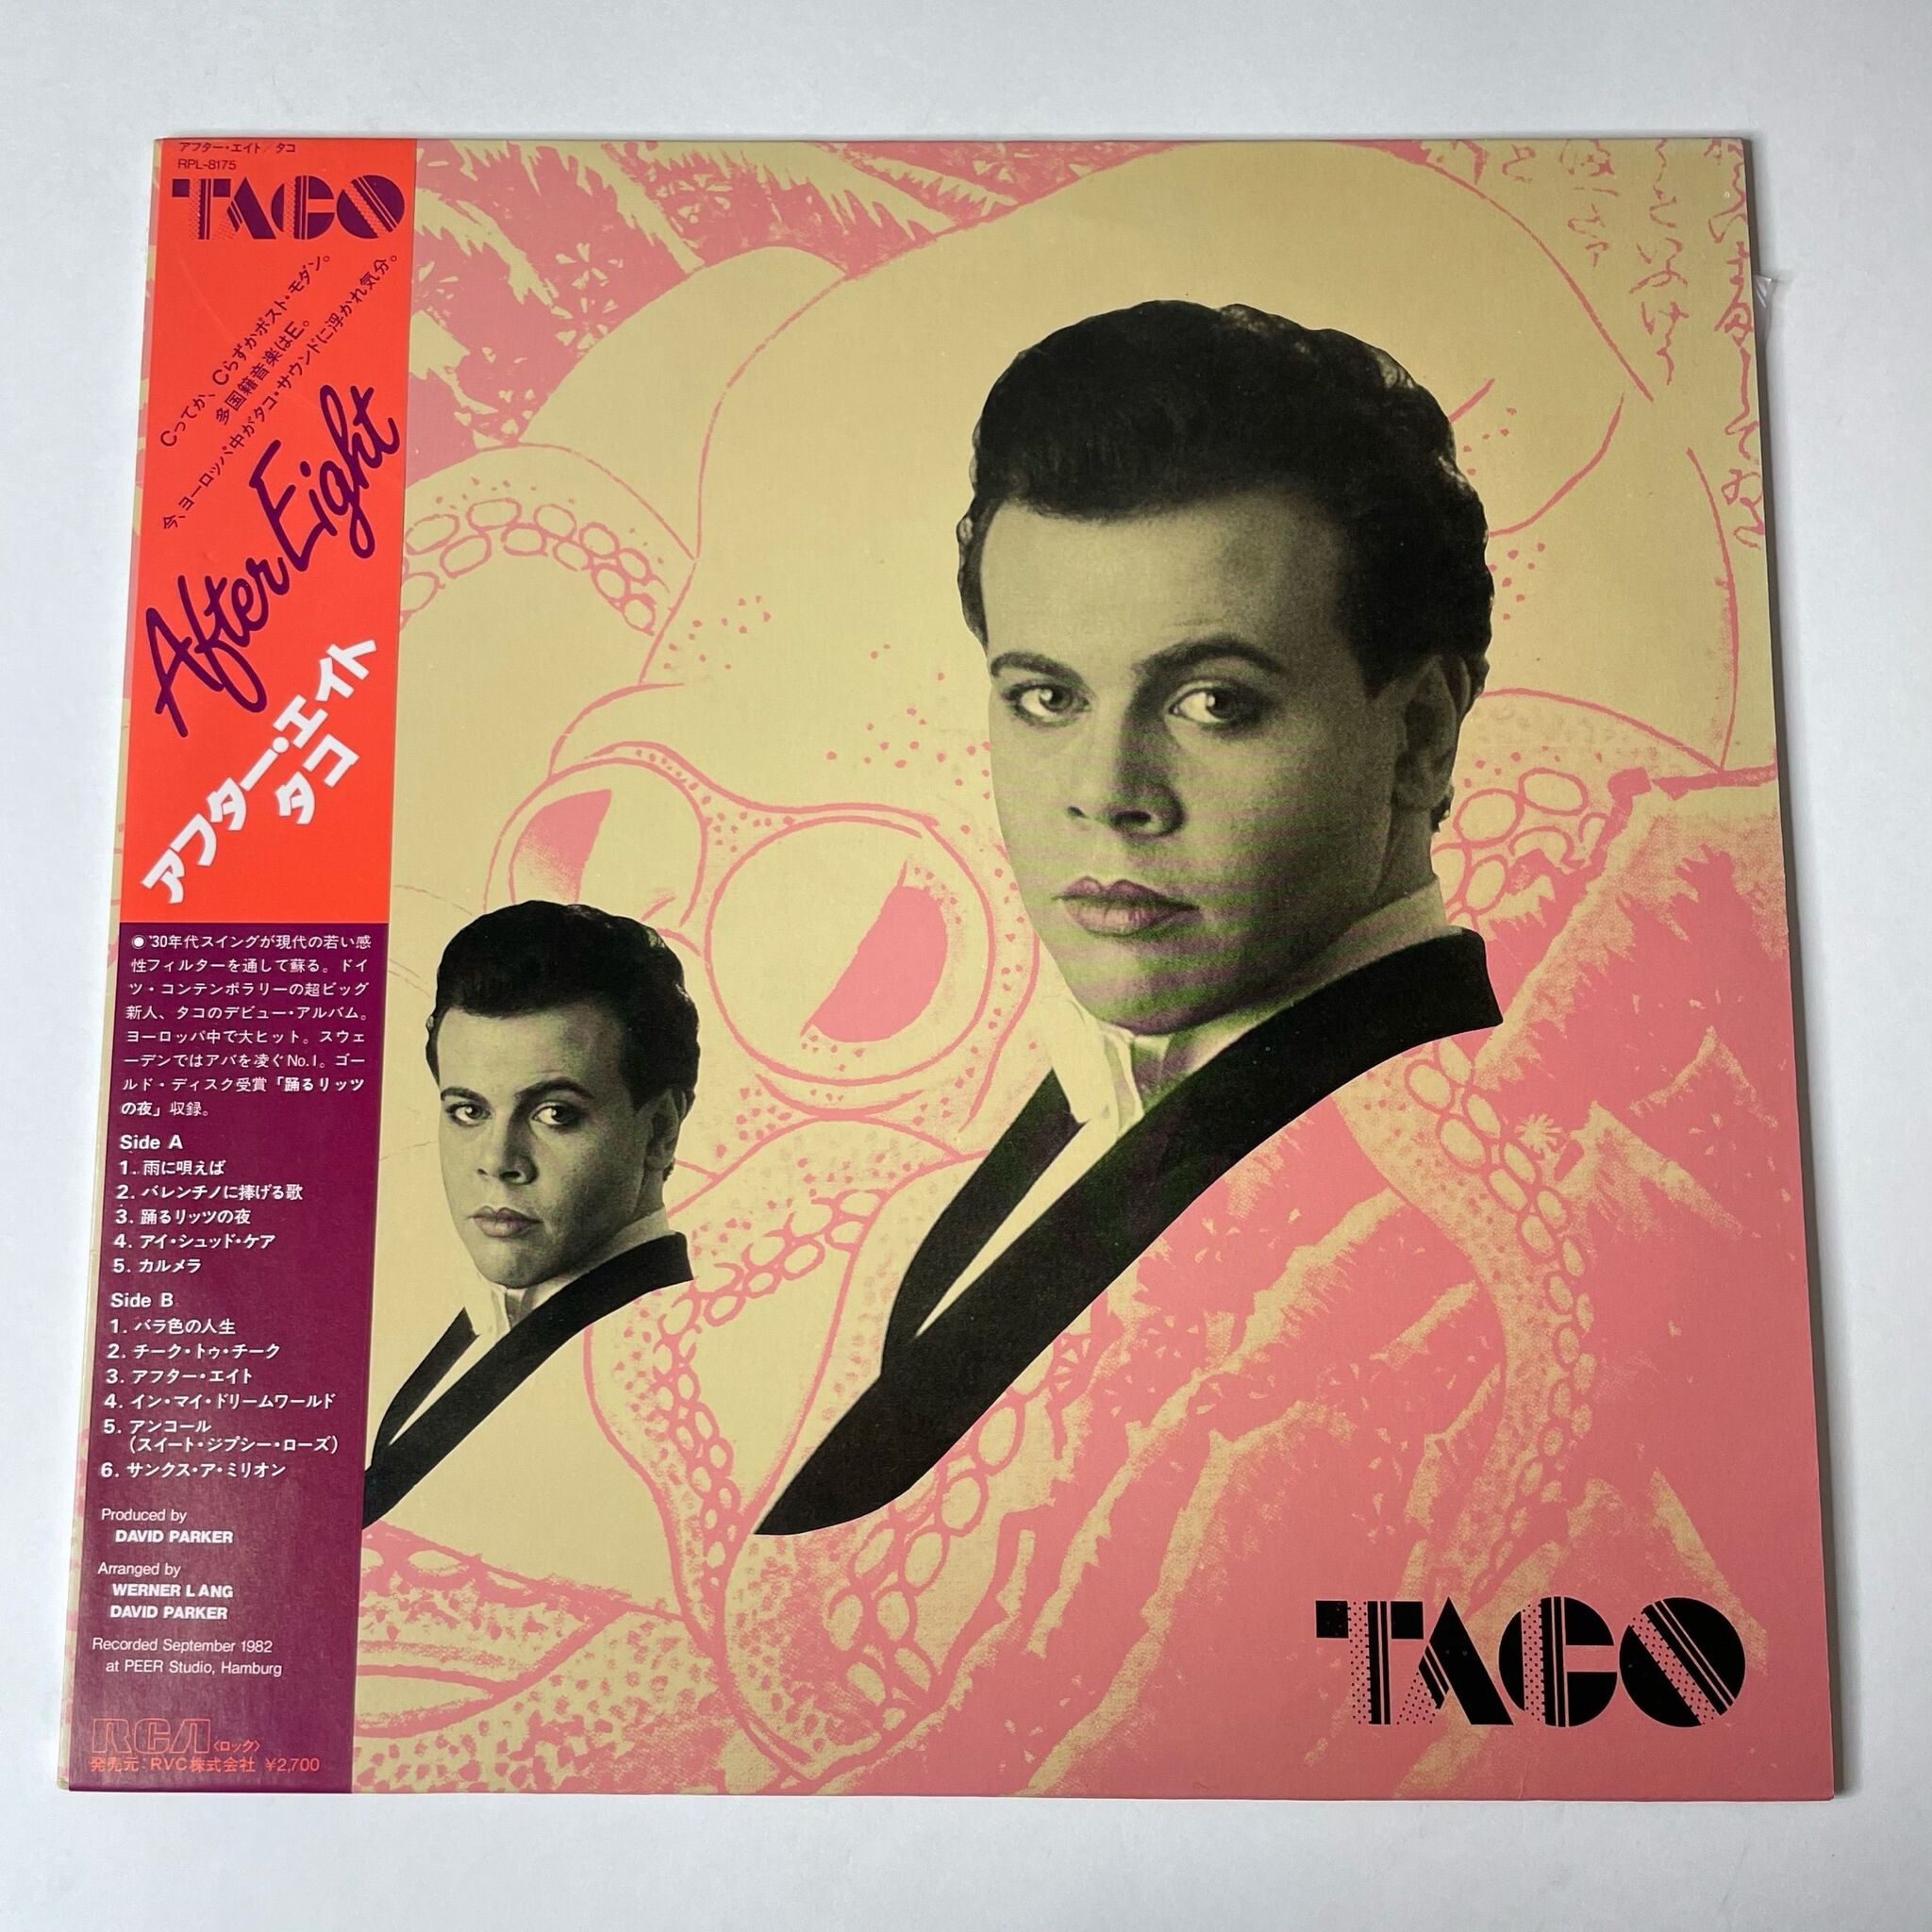 アフター・エイト／タコ
RPL-8175
TACO
Cってか、Cらずかポスト・モダン。
多国籍音楽はE。
今、ヨーロッパ中がタコ・サウンドに浮かれ気分。
After Eight
アフター・エイト
タコ
◉'30年代スイングが現代の若い感
性フィルターを通して蘇る。ドイ
ツ・コンテンポラリーの超ビッグ
新人、タコのデビュー・アルバム。
ヨーロッパ中で大ヒット。スウェ
ーデンではアバを凌ぐNo.1。ゴー
ルド・ディスク受賞「踊るリッツ
の夜」収録。
Side A
1. 雨に唄えば
2. バレンチノに捧げる歌
3. 踊るリッツの夜
4. アイ・シュッド・ケア
5. カルメラ
Side B
1. バラ色の人生
2. チーク・トゥ・チーク
3. アフター・エイト
4. イン・マイ・ドリームワールド
5. アンコール
(スイート・ジプシー・ローズ)
6. サンクス・ア・ミリオン
Produced by
DAVID PARKER
Arranged by
WERNER LANG
DAVID PARKER
Recorded September 1982
at PEER Studio, Hamburg
RCA〈ロック〉
発売元:RVC株式会社 ¥2,700
TACO